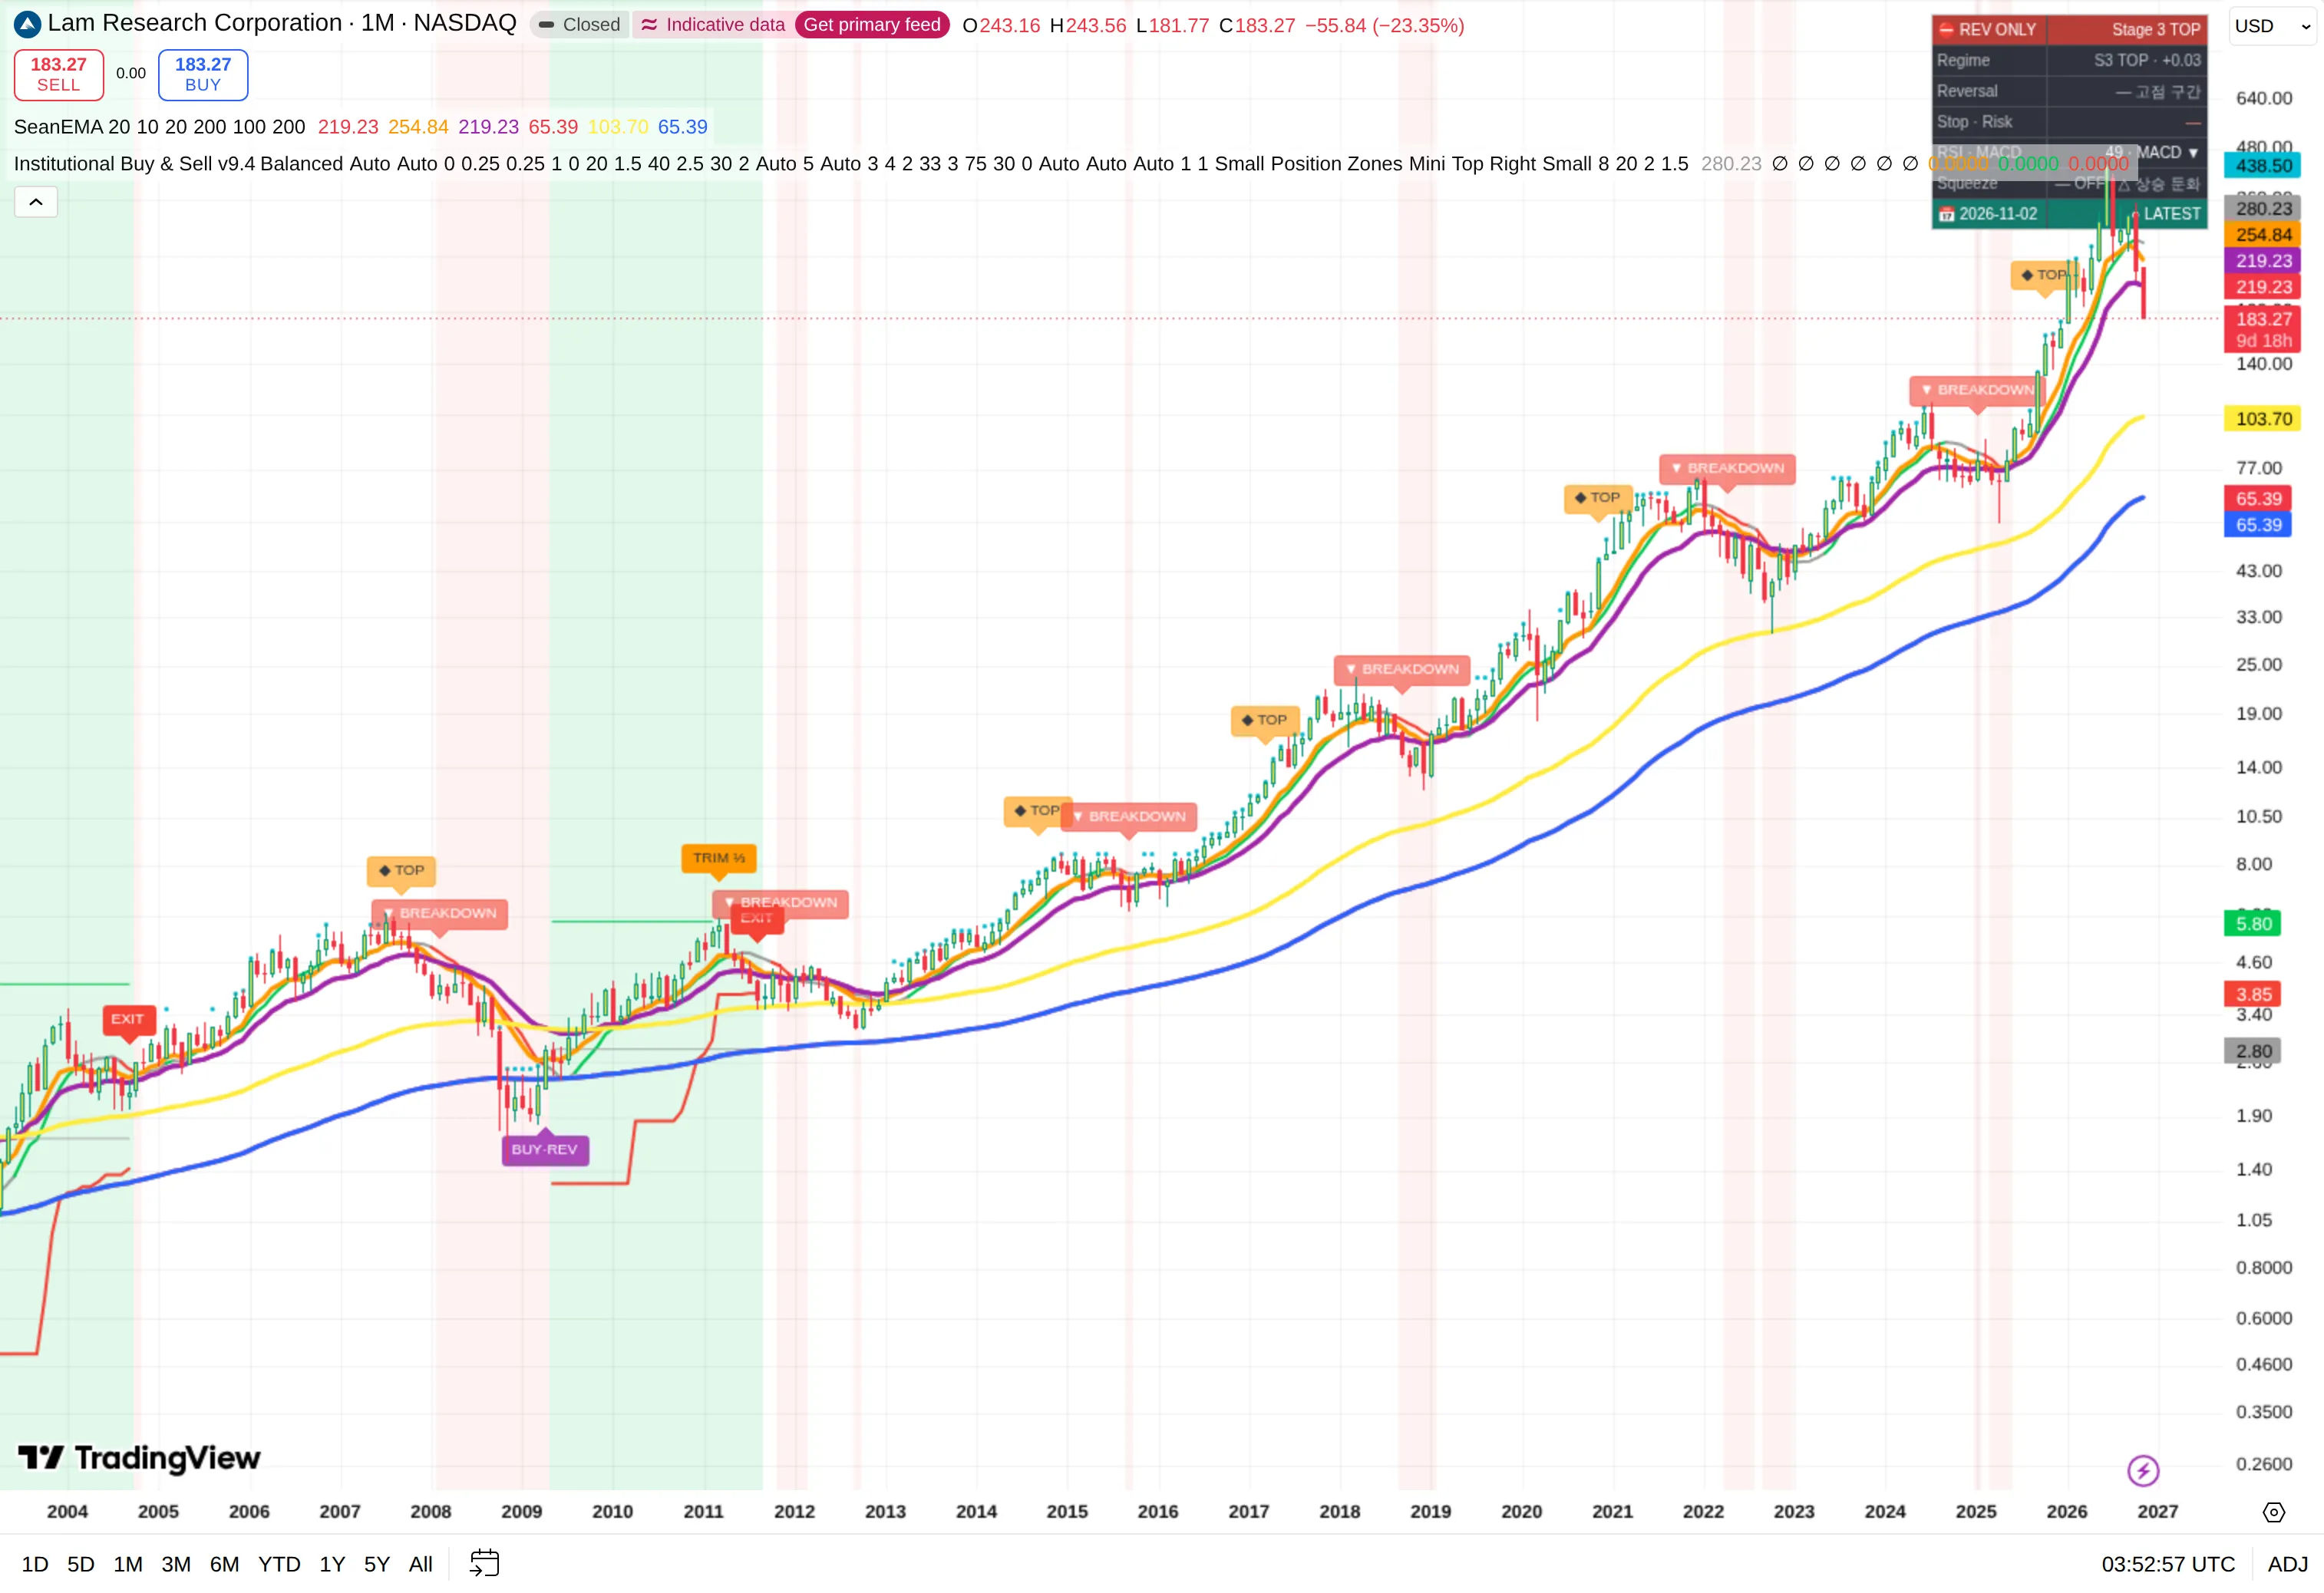 Lam Research Corporation · 1M · NASDAQ
Closed
Indicative data
Get primary feed
O243.16 H243.56 L181.77 C183.27 −55.84 (−23.35%)
183.27
SELL
0.00
183.27
BUY
SeanEMA 20 10 20 200 100 200 219.23 254.84 219.23 65.39 103.70 65.39
Institutional Buy & Sell v9.4 Balanced Auto Auto 0 0.25 0.25 1 0 20 1.5 40 2.5 30 2 Auto 5 Auto 3 4 2 33 3 75 30 0 Auto Auto Auto 1 1 Small Position Zones Mini Top Right Small 8 20 2 1.5 280.23 ∅ ∅ ∅ ∅ ∅ ∅ 0.0000 0.0000 0.0000
REV ONLY Stage 3 TOP
Regime S3 TOP · +0.03
Reversal — 고점 구간
Stop · Risk —
RSI · MACD 49 · MACD ▼
Squeeze — OFF △ 상승 둔화
2026-11-02 LATEST
USD
640.00
480.00
438.50
280.23
254.84
219.23
219.23
183.27
9d 18h
140.00
103.70
77.00
65.39
65.39
43.00
33.00
25.00
19.00
14.00
10.50
8.00
5.80
4.60
3.85
3.40
2.80
1.90
1.40
1.05
0.8000
0.6000
0.4600
0.3500
0.2600
◆ TOP
▼ BREAKDOWN
▼ BREAKDOWN
◆ TOP
▼ BREAKDOWN
◆ TOP
◆ TOP
▼ BREAKDOWN
TRIM ⅓
◆ TOP
▼ BREAKDOWN
▼ BREAKDOWN
EXIT
EXIT
BUY-REV
TradingView
2004 2005 2006 2007 2008 2009 2010 2011 2012 2013 2014 2015 2016 2017 2018 2019 2020 2021 2022 2023 2024 2025 2026 2027
1D 5D 1M 3M 6M YTD 1Y 5Y All
03:52:57 UTC ADJ